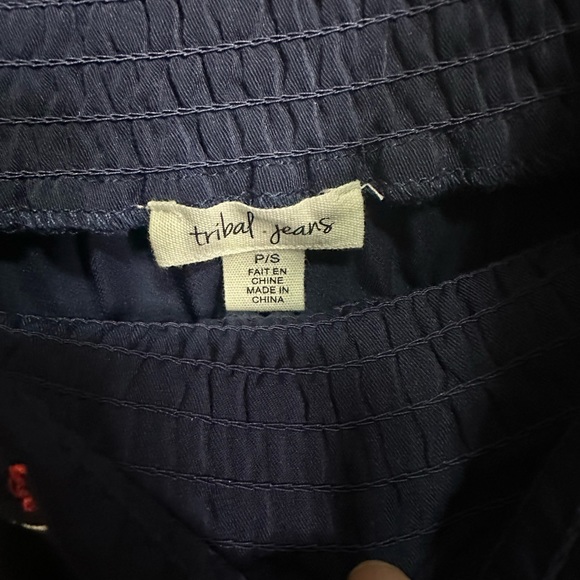 tribal.jeans
P/S
FAIT EN
CHINE
MADE IN
CHINA